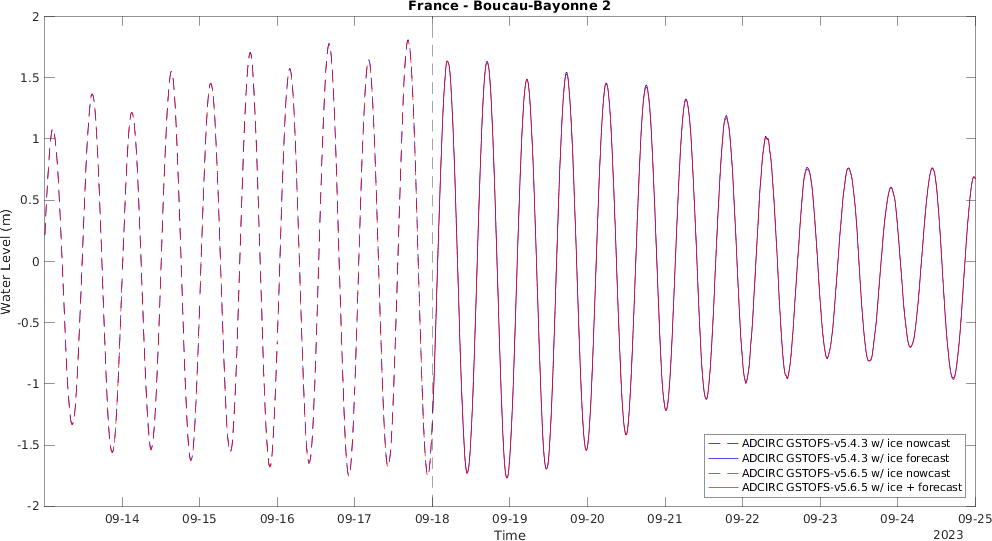 France - Boucau-Bayonne 2
2
1.5
1
0.5
0
-0.5
-1
-1.5
-2
Water Level (m)
ADCIRC GSTOFS-v5.4.3 w/ ice nowcast
ADCIRC GSTOFS-v5.4.3 w/ ice forecast
ADCIRC GSTOFS-v5.6.5 w/ ice nowcast
ADCIRC GSTOFS-v5.6.5 w/ ice + forecast
09-14 09-15 09-16 09-17 09-18 09-19 09-20 09-21 09-22 09-23 09-24 09-25
Time
2023